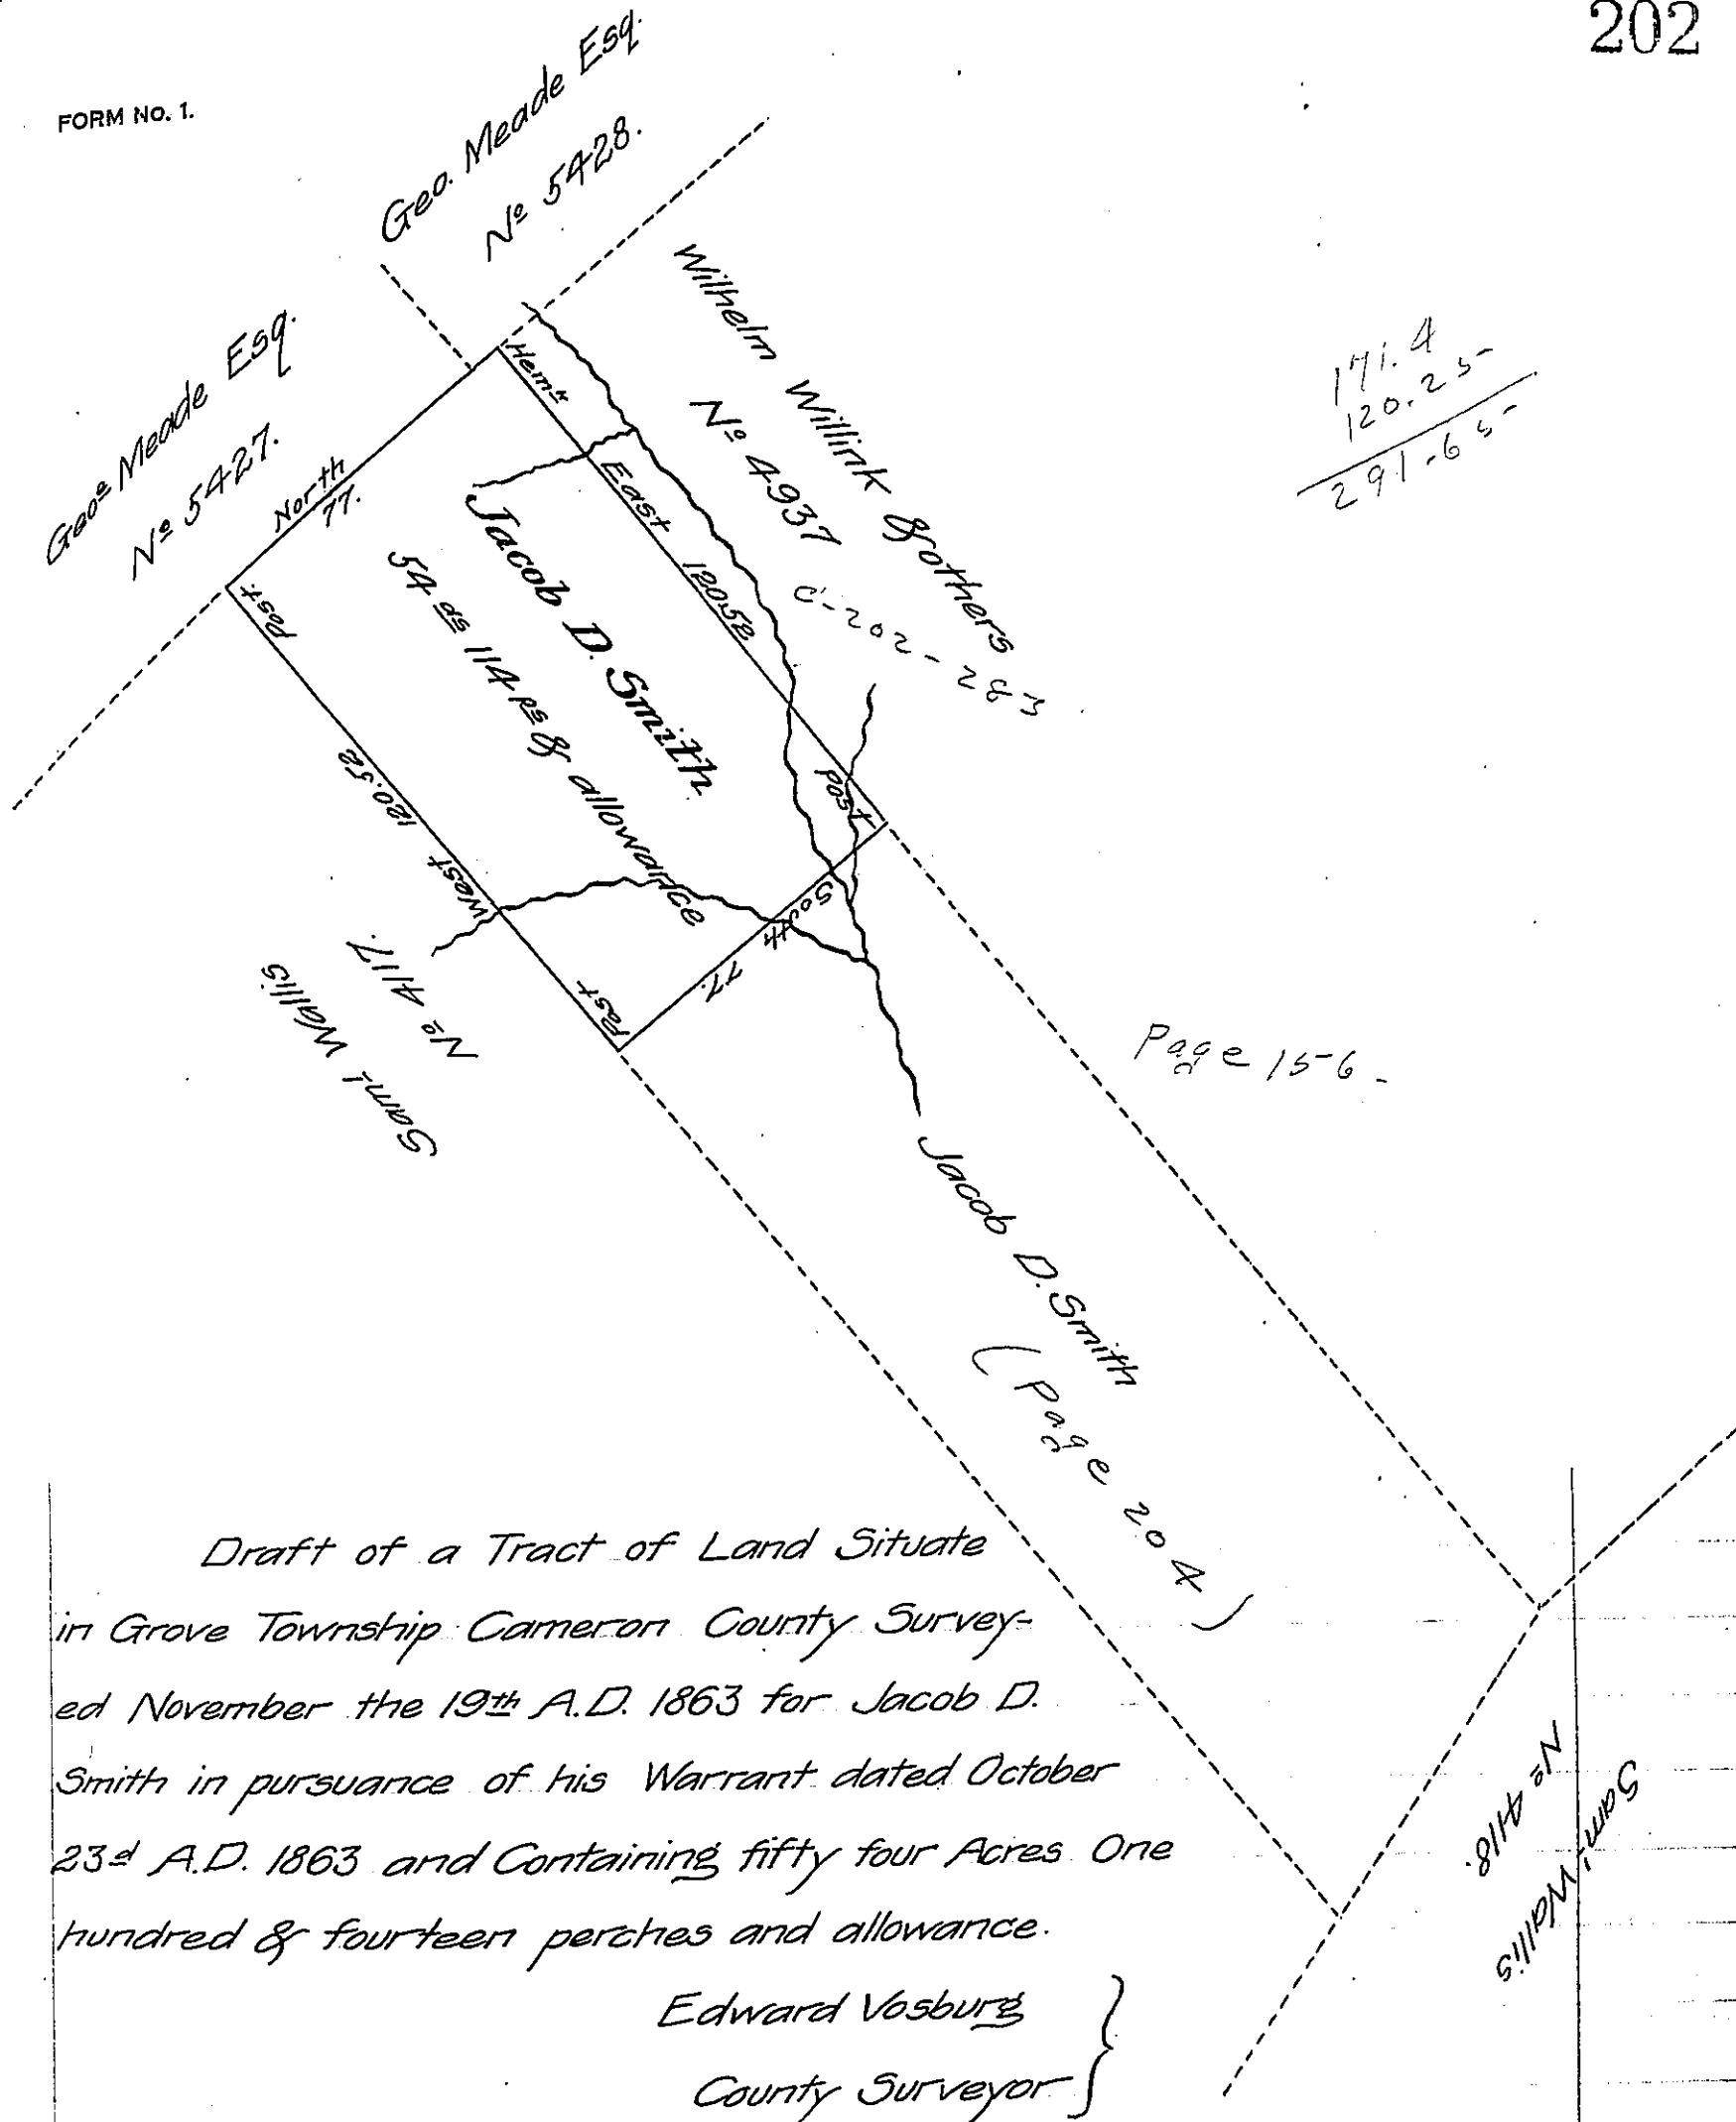 202
FORM No. 1.
Geo. Meade Esq.
Nº 5428.
Geoº Meade Esq.
Nº 5427.
Wilhelm Willink & others
Nº 4937
C-202-283
171.4
120.25
291.65
Hemk
East 120.52
North
77.
Post
Jacob D. Smith
54 as 114 ps & allowance
West 120.52
Post
South
77.
Post
Nº 4117.
Saml Wallis
Page 156-
Jacob D. Smith
(Page 204)
Nº 4118.
Saml Wallis
Draft of a Tract of Land Situate
in Grove Township Cameron County Survey-
ed November the 19th A.D. 1863 for Jacob D.
Smith in pursuance of his Warrant dated October
23d A.D. 1863 and Containing fifty four Acres One
hundred & fourteen perches and allowance.
Edward Vosburg
County Surveyor